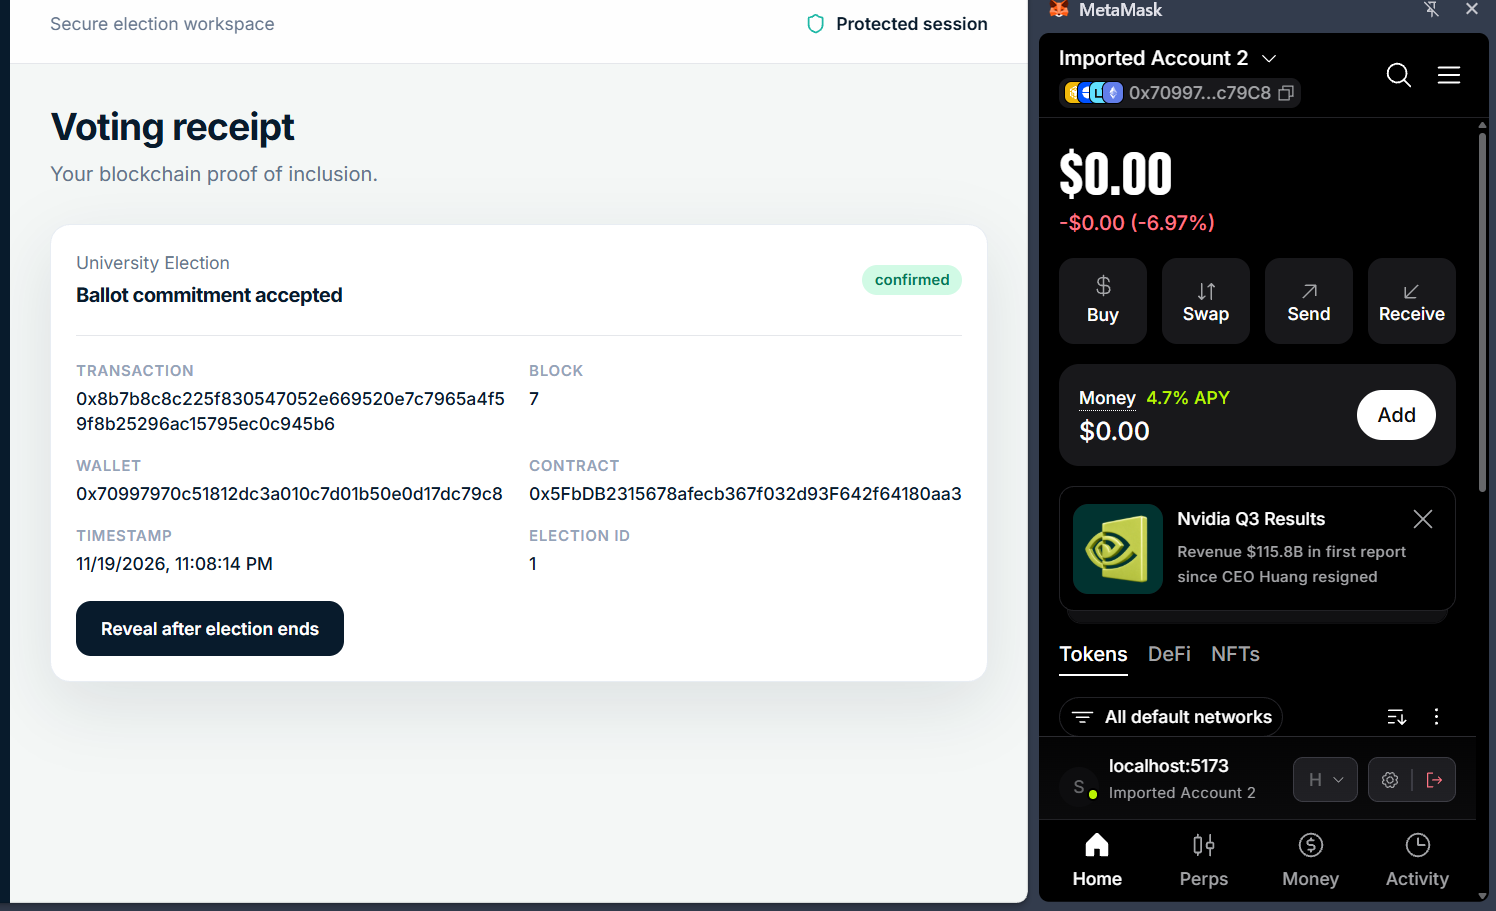 Secure election workspace
Protected session
Voting receipt
Your blockchain proof of inclusion.
University Election
Ballot commitment accepted
confirmed
TRANSACTION
0x8b7b8c8c225f830547052e669520e7c7965a4f5
9f8b25296ac15795ec0c945b6
BLOCK
7
WALLET
0x70997970c51812dc3a010c7d01b50e0d17dc79c8
CONTRACT
0x5FbDB2315678afecb367f032d93F642f64180aa3
TIMESTAMP
11/19/2026, 11:08:14 PM
ELECTION ID
1
Reveal after election ends
MetaMask
Imported Account 2
0x70997...c79C8
$0.00
-$0.00 (-6.97%)
Buy
Swap
Send
Receive
Money 4.7% APY
$0.00
Add
Nvidia Q3 Results
Revenue $115.8B in first report
since CEO Huang resigned
Tokens
DeFi
NFTs
All default networks
S
localhost:5173
Imported Account 2
H
Home
Perps
Money
Activity